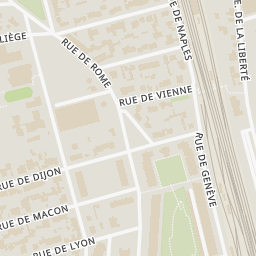 LIÈGE
RUE DE ROME
DE NAPLES
E. DE LA LIBERTÉ
RUE DE VIENNE
RUE DE GENÈVE
RUE DE DIJON
RUE DE MACON
RUE DE LYON